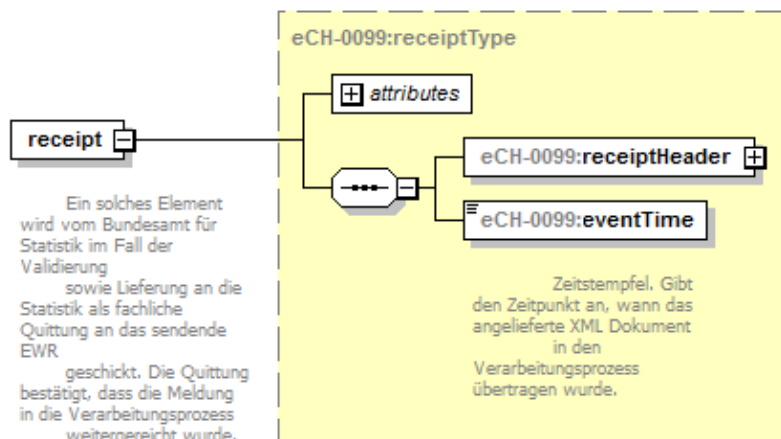 eCH-0099:receiptType
attributes
receipt
eCH-0099:receiptHeader
eCH-0099:eventTime
Ein solches Element
wird vom Bundesamt für
Statistik im Fall der
Validierung
sowie Lieferung an die
Statistik als fachliche
Quittung an das sendende
EWR
geschickt. Die Quittung
bestätigt, dass die Meldung
in die Verarbeitungsprozess
weitergereicht wurde.
Zeitstempfel. Gibt
den Zeitpunkt an, wann das
angelieferte XML Dokument
in den
Verarbeitungsprozess
übertragen wurde.